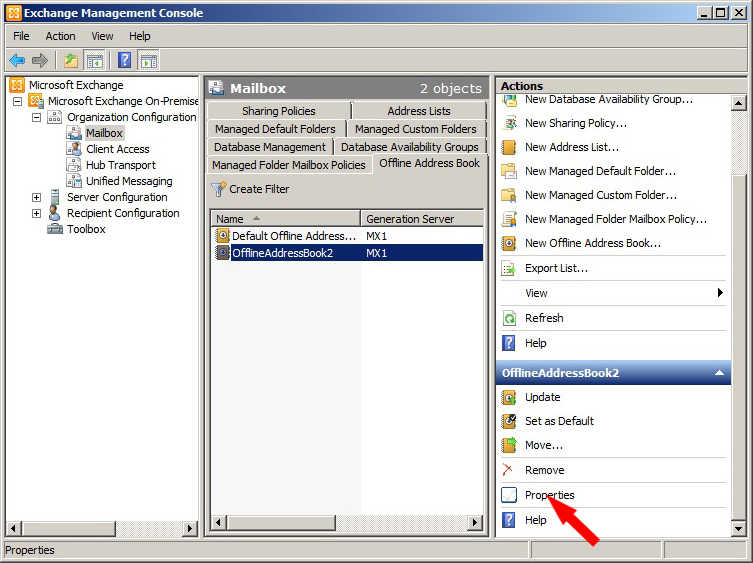 Exchange Management Console
File Action View Help
Microsoft Exchange
Microsoft Exchange On-Premise
Organization Configuration
Mailbox
Client Access
Hub Transport
Unified Messaging
Server Configuration
Recipient Configuration
Toolbox
Mailbox 2 objects
Sharing Policies Address Lists
Managed Default Folders Managed Custom Folders
Database Management Database Availability Groups
Managed Folder Mailbox Policies Offline Address Book
Create Filter
Name Generation Server
Default Offline Address... MX1
OfflineAddressBook2 MX1
Actions
New Database Availability Group...
New Sharing Policy...
New Address List...
New Managed Default Folder...
New Managed Custom Folder...
New Managed Folder Mailbox Policy...
New Offline Address Book...
Export List...
View
Refresh
Help
OfflineAddressBook2
Update
Set as Default
Move...
Remove
Properties
Help
Properties